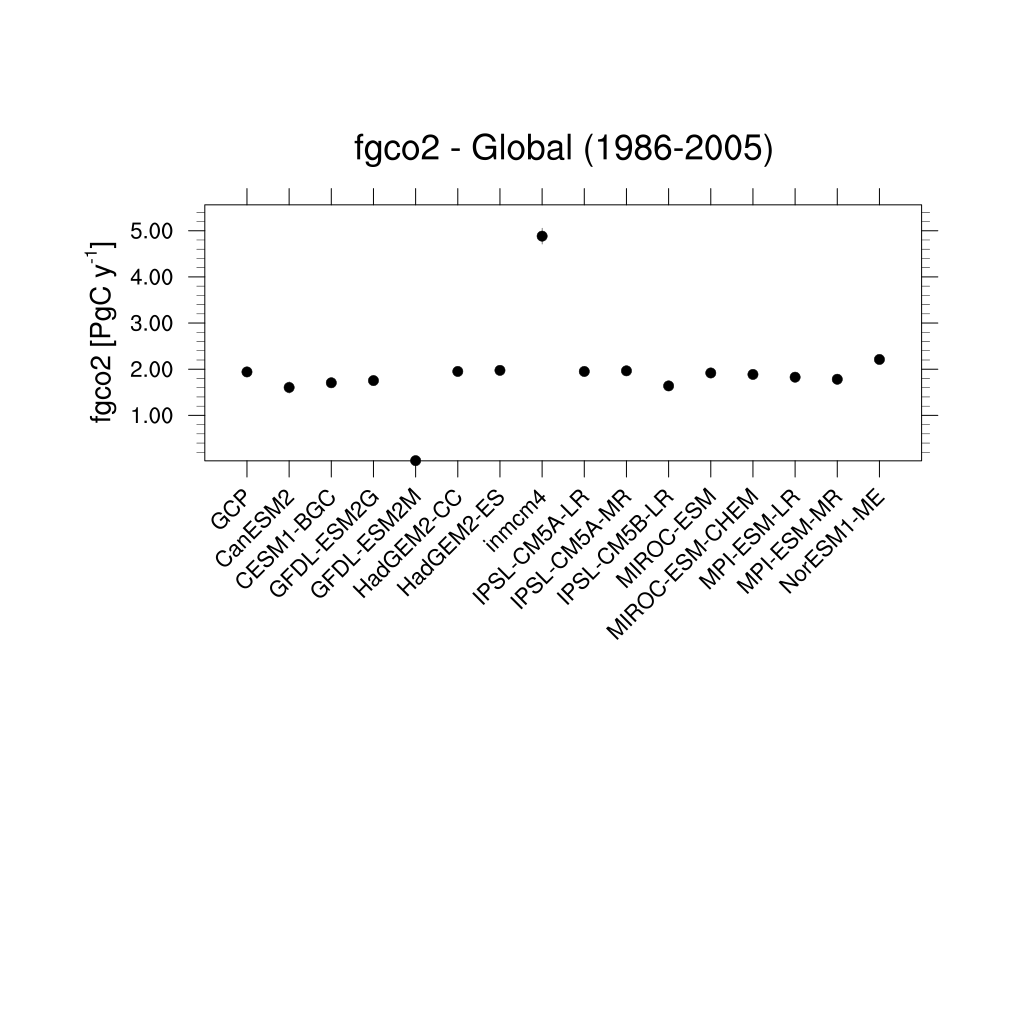 fgco2 - Global (1986-2005)
fgco2 [PgC y-1]
5.00
4.00
3.00
2.00
1.00
GCP
CanESM2
CESM1-BGC
GFDL-ESM2G
GFDL-ESM2M
HadGEM2-CC
HadGEM2-ES
inmcm4
IPSL-CM5A-LR
IPSL-CM5A-MR
IPSL-CM5B-LR
MIROC-ESM
MIROC-ESM-CHEM
MPI-ESM-LR
MPI-ESM-MR
NorESM1-ME